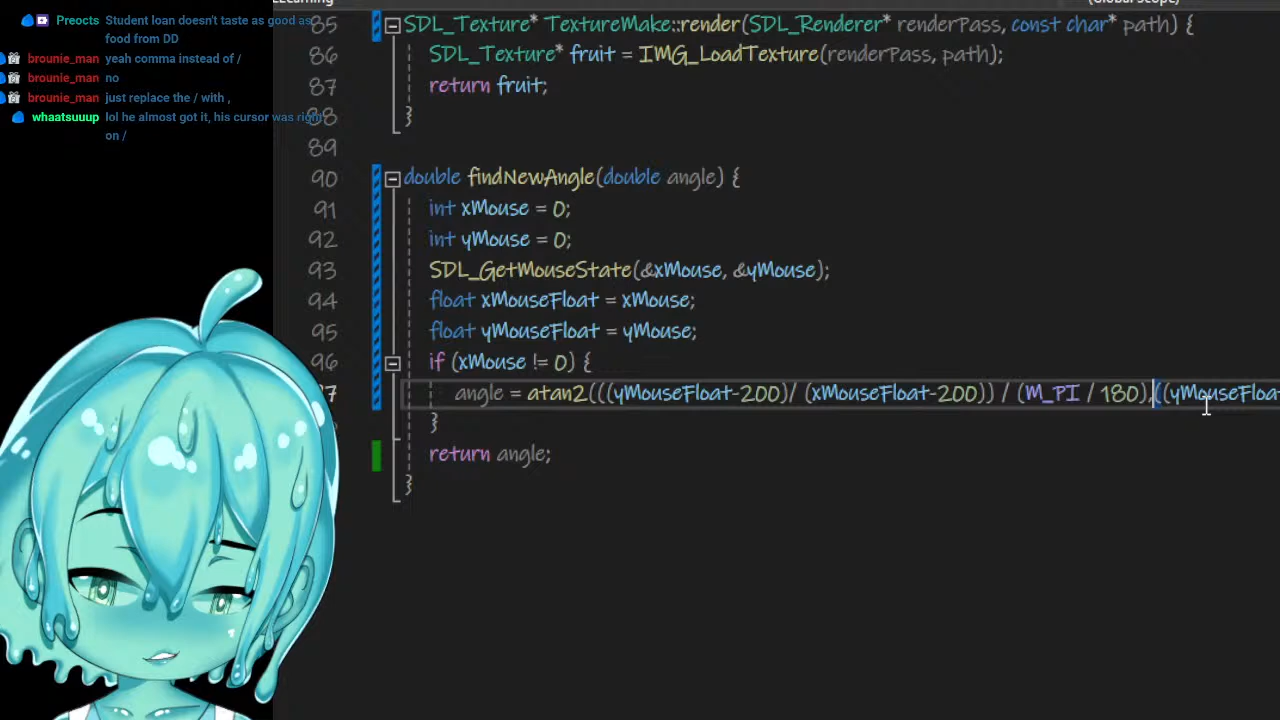 Preocts Student loan doesn't taste as good as
food from DD
brounie_man yeah comma instead of /
brounie_man no
brounie_man just replace the / with ,
whaatsuuup lol he almost got it, his cursor was right
on /
85 SDL_Texture* TextureMake::render(SDL_Renderer* renderPass, const char* path) {
86 SDL_Texture* fruit = IMG_LoadTexture(renderPass, path);
87 return fruit;
88 }
89
90 double findNewAngle(double angle) {
91 int xMouse = 0;
92 int yMouse = 0;
93 SDL_GetMouseState(&xMouse, &yMouse);
94 float xMouseFloat = xMouse;
95 float yMouseFloat = yMouse;
96 if (xMouse != 0) {
angle = atan2(((yMouseFloat-200)/ (xMouseFloat-200)) / (M_PI / 180),((yMouseFloa
}
return angle;
}